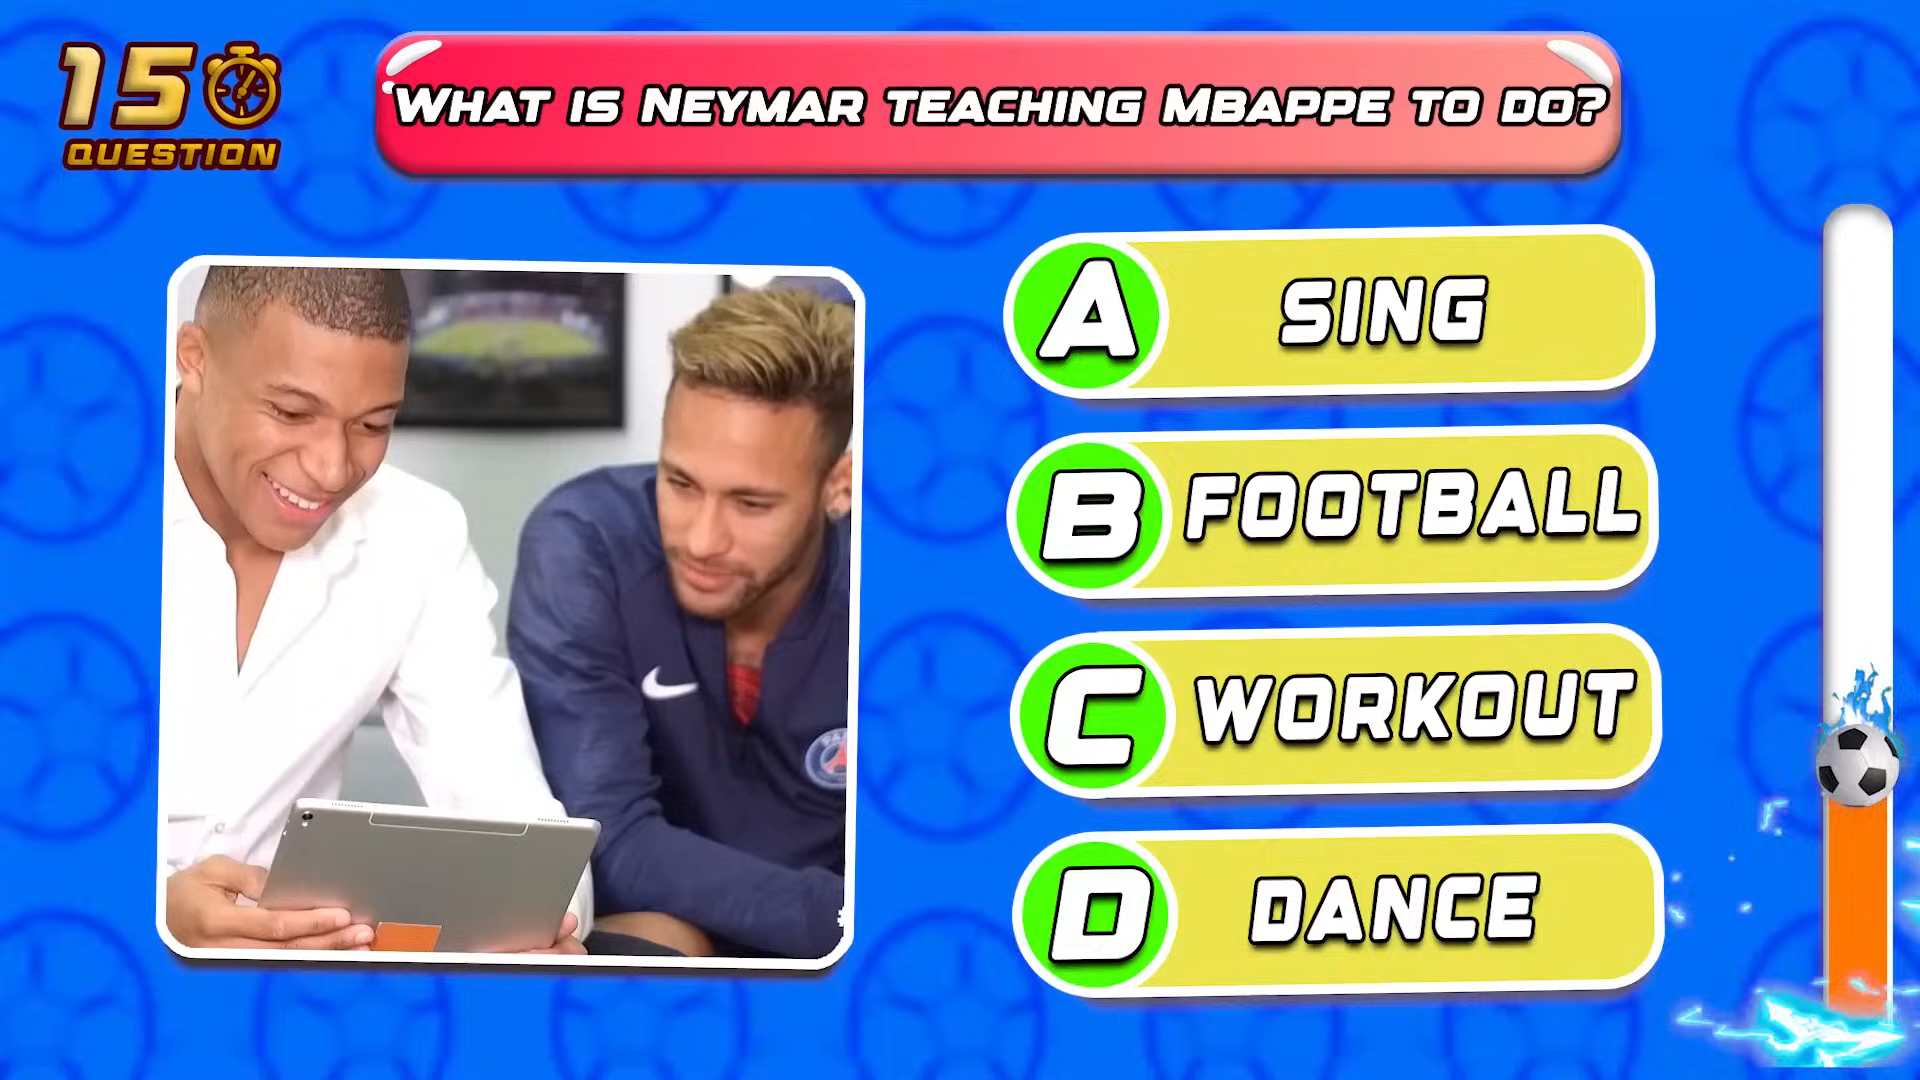 15
QUESTION
WHAT IS NEYMAR TEACHING MBAPPE TO DO?
A SING
B FOOTBALL
C WORKOUT
D DANCE